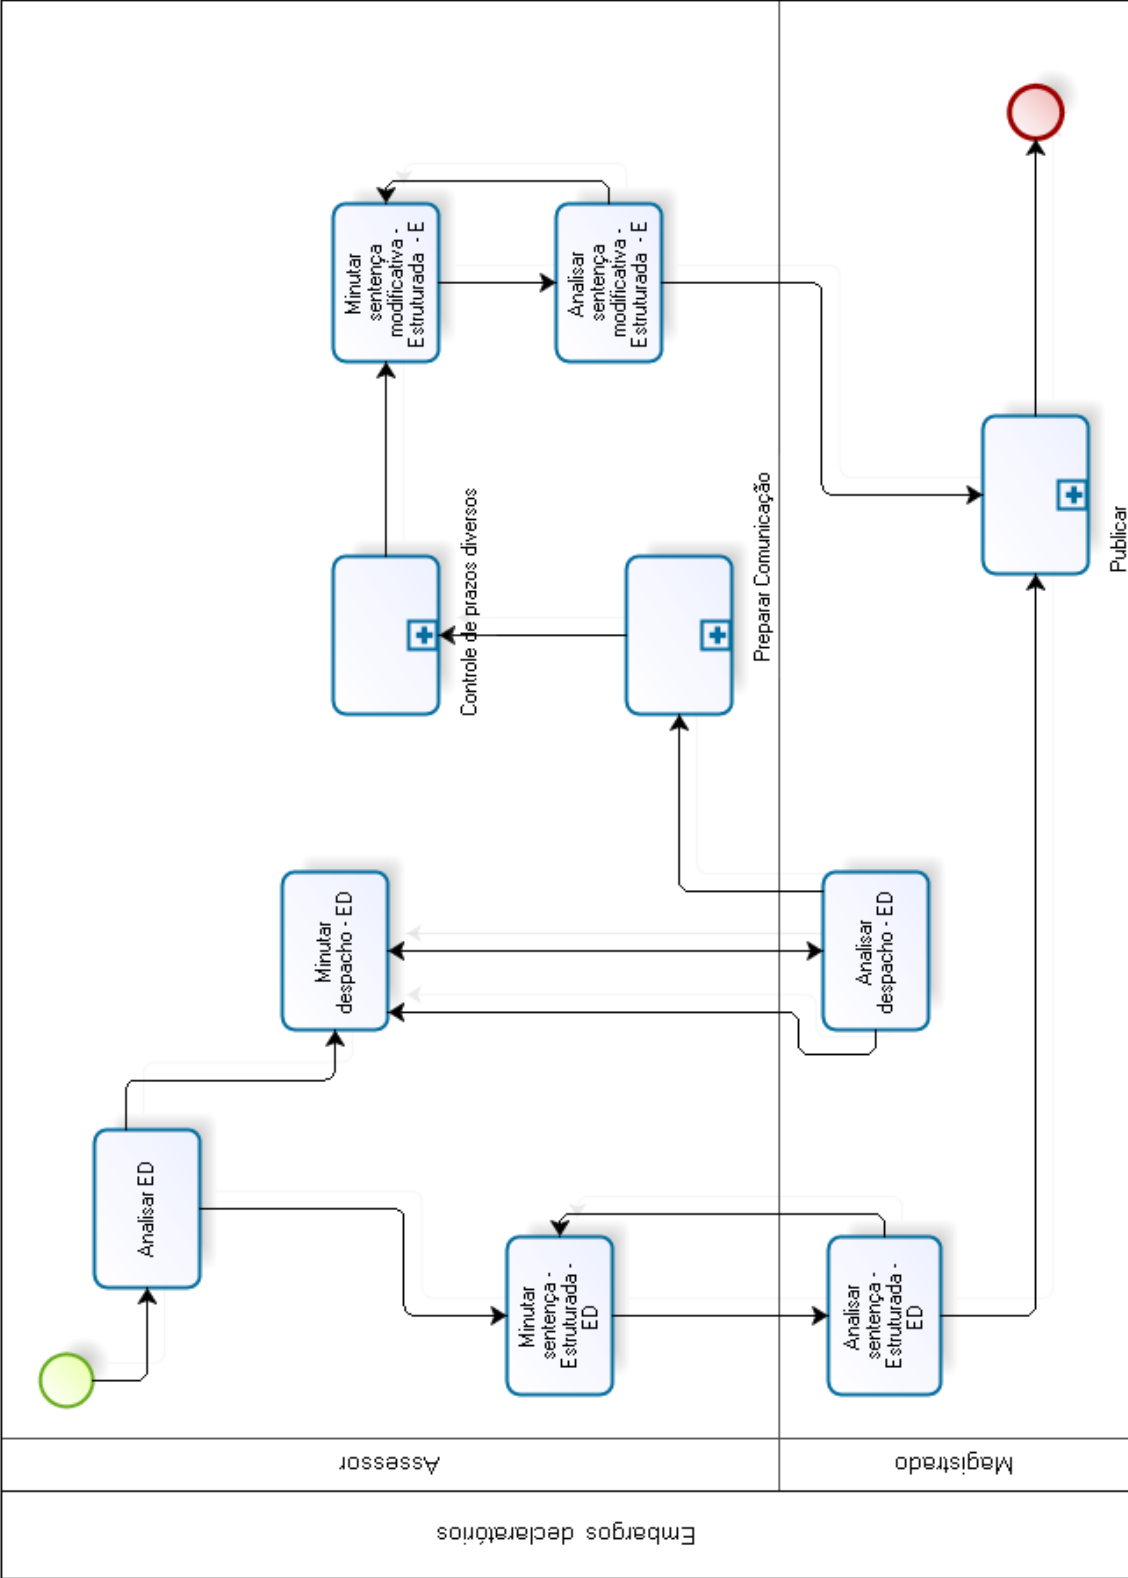 Embargos declaratórios
Assessor
Magistrado
Analisar ED
Minutar
despacho - ED
Minutar
sentença -
Estruturada -
ED
Analisar
sentença -
Estruturada -
ED
Analisar
despacho - ED
Controle de prazos diversos
Preparar Comunicação
Minutar
sentença
modificativa -
Estruturada - E
Analisar
sentença
modificativa -
Estruturada - E
Publicar